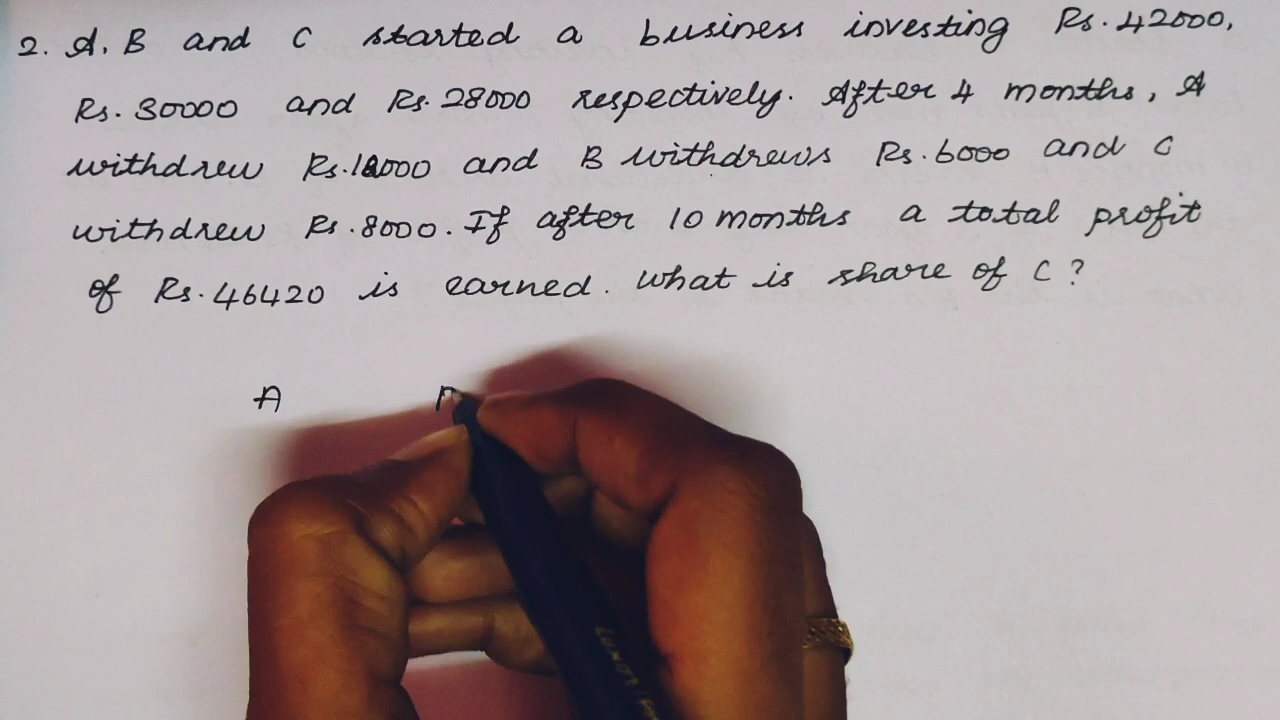 2. A, B and C started a business investing Rs. 42000,
Rs. 30000 and Rs. 28000 respectively. After 4 months, A
withdrew and B withdrews Rs. 6000 and C
withdrew Rs. 8000. If after 10 months a total profit
of Rs. 46420 is earned. What is share of C?
A